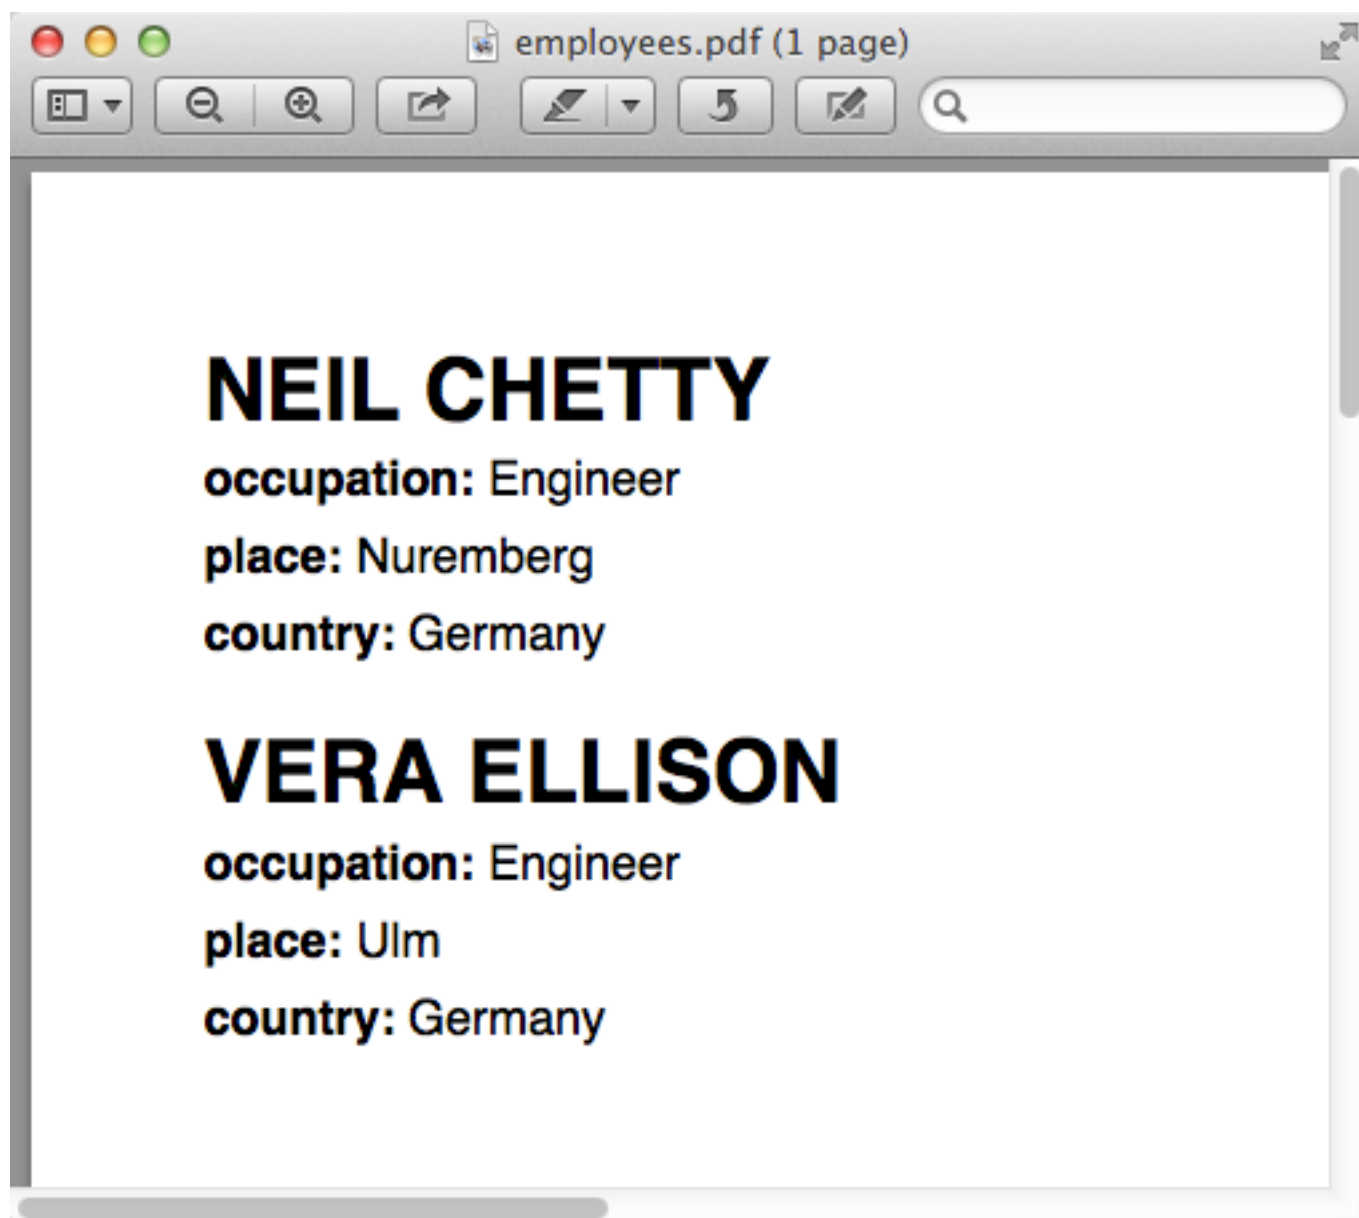 employees.pdf (1 page)
NEIL CHETTY
occupation: Engineer
place: Nuremberg
country: Germany
VERA ELLISON
occupation: Engineer
place: Ulm
country: Germany